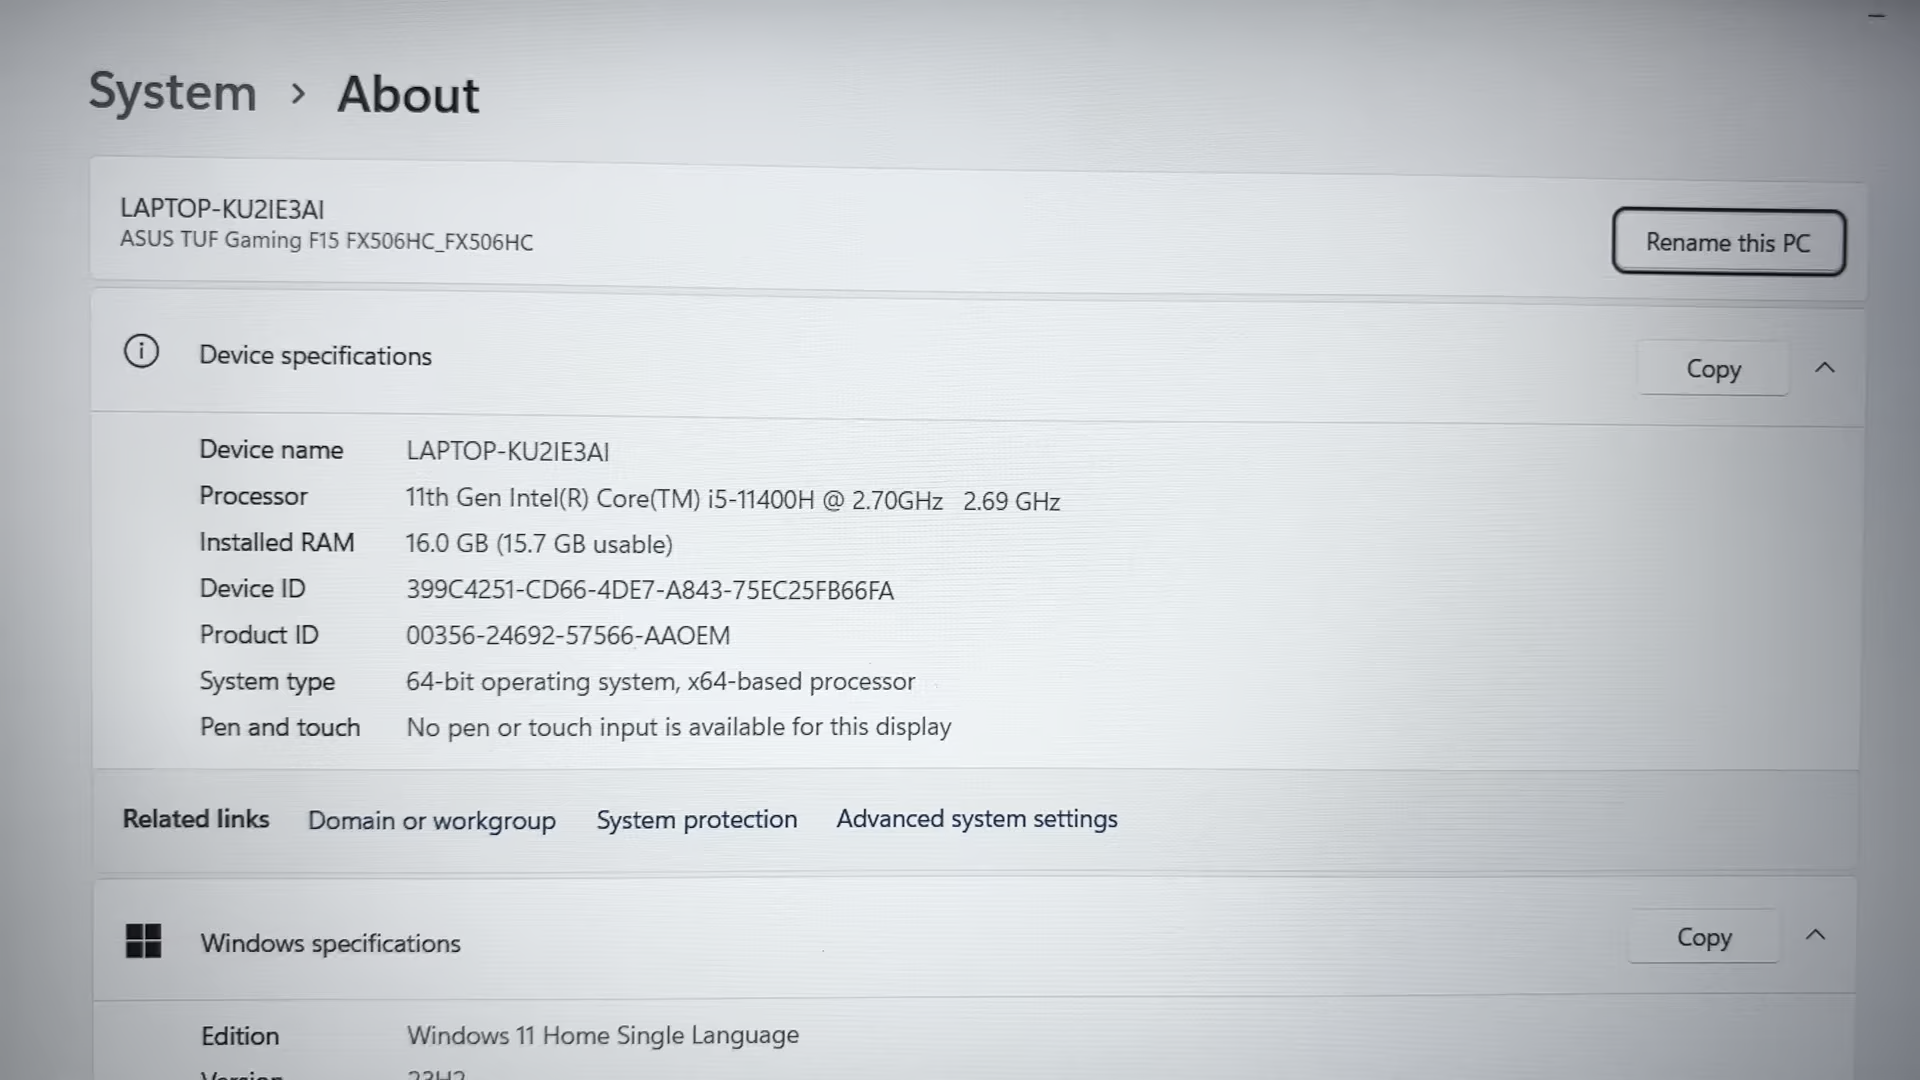 System > About
LAPTOP-KU2IE3AI
ASUS TUF Gaming F15 FX506HC_FX506HC
Rename this PC
Device specifications
Copy
Device name LAPTOP-KU2IE3AI
Processor 11th Gen Intel(R) Core(TM) i5-11400H @ 2.70GHz 2.69 GHz
Installed RAM 16.0 GB (15.7 GB usable)
Device ID 399C4251-CD66-4DE7-A843-75EC25FB66FA
Product ID 00356-24692-57566-AAOEM
System type 64-bit operating system, x64-based processor
Pen and touch No pen or touch input is available for this display
Related links Domain or workgroup System protection Advanced system settings
Windows specifications
Copy
Edition Windows 11 Home Single Language
Version 23H2